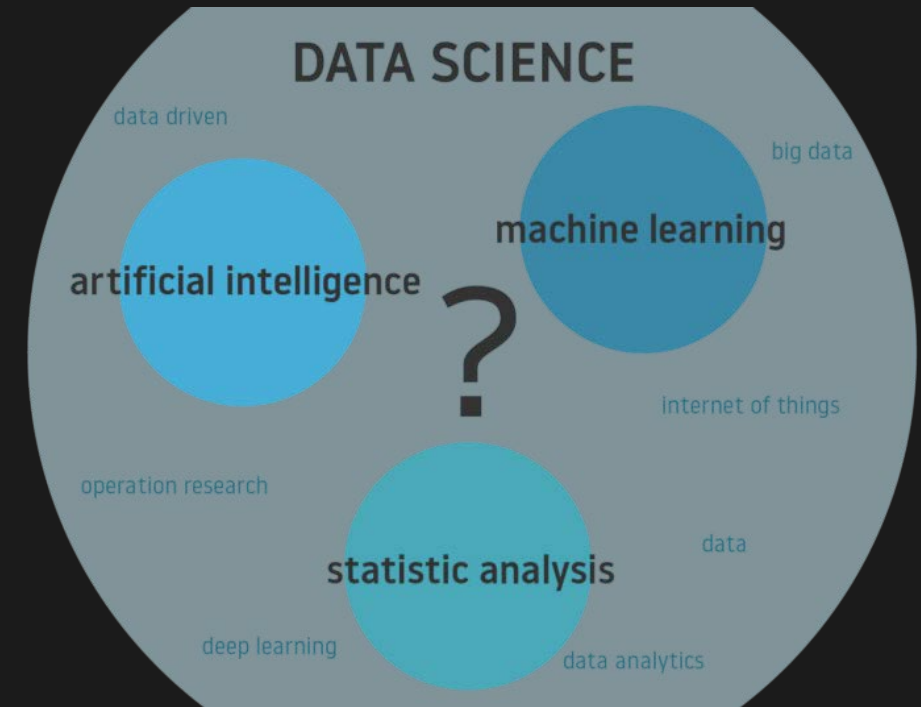 DATA SCIENCE
data driven
big data
machine learning
artificial intelligence
?
internet of things
operation research
data
statistic analysis
deep learning
data analytics